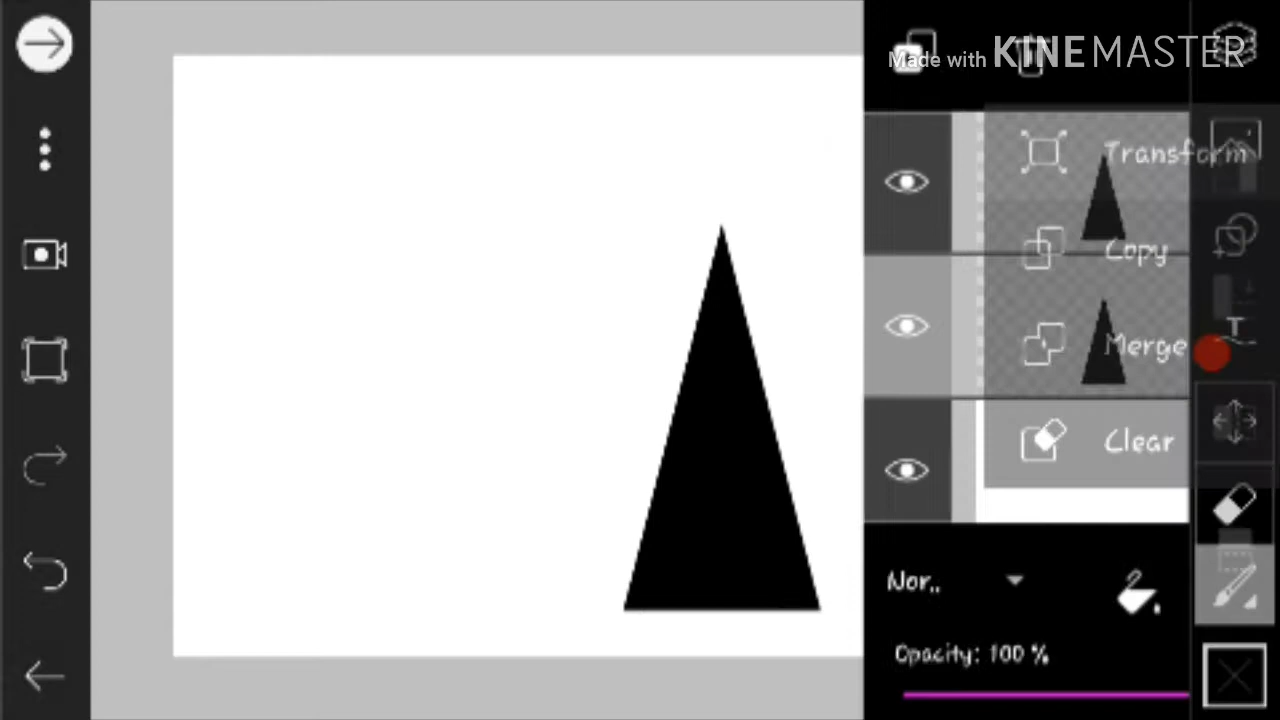 Made with KINEMASTER
Transform
Copy
Merge
T
Clear
Nor..
Opacity: 100 %